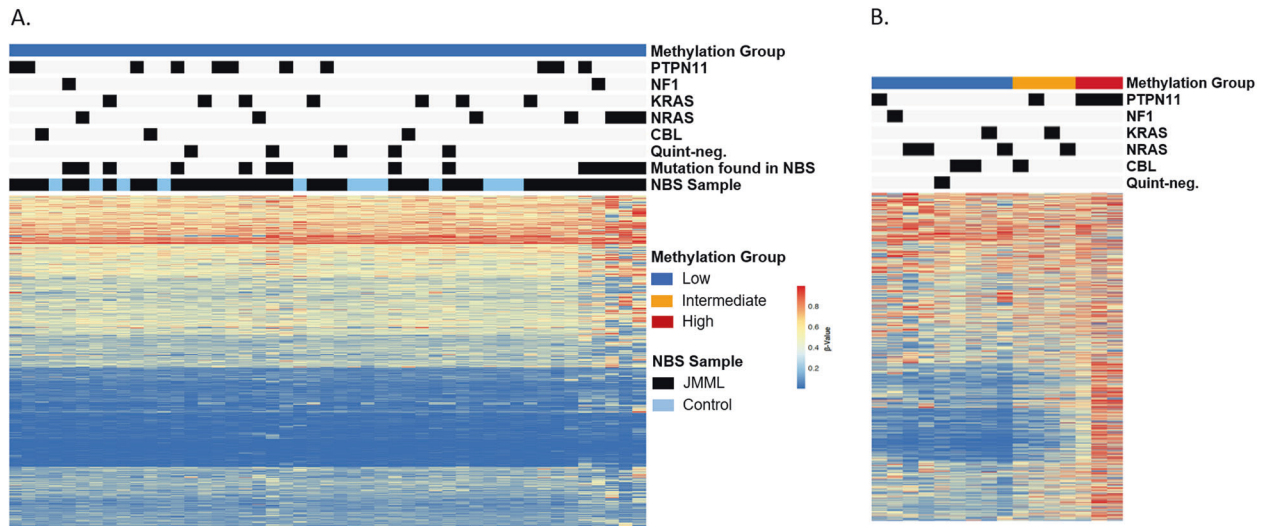 A.
Methylation Group
PTPN11
NF1
KRAS
NRAS
CBL
Quint-neg.
Mutation found in NBS
NBS Sample
Methylation Group
Low
Intermediate
High
0.8
0.6
0.4
0.2
β-Value
NBS Sample
JMML
Control
B.
Methylation Group
PTPN11
NF1
KRAS
NRAS
CBL
Quint-neg.